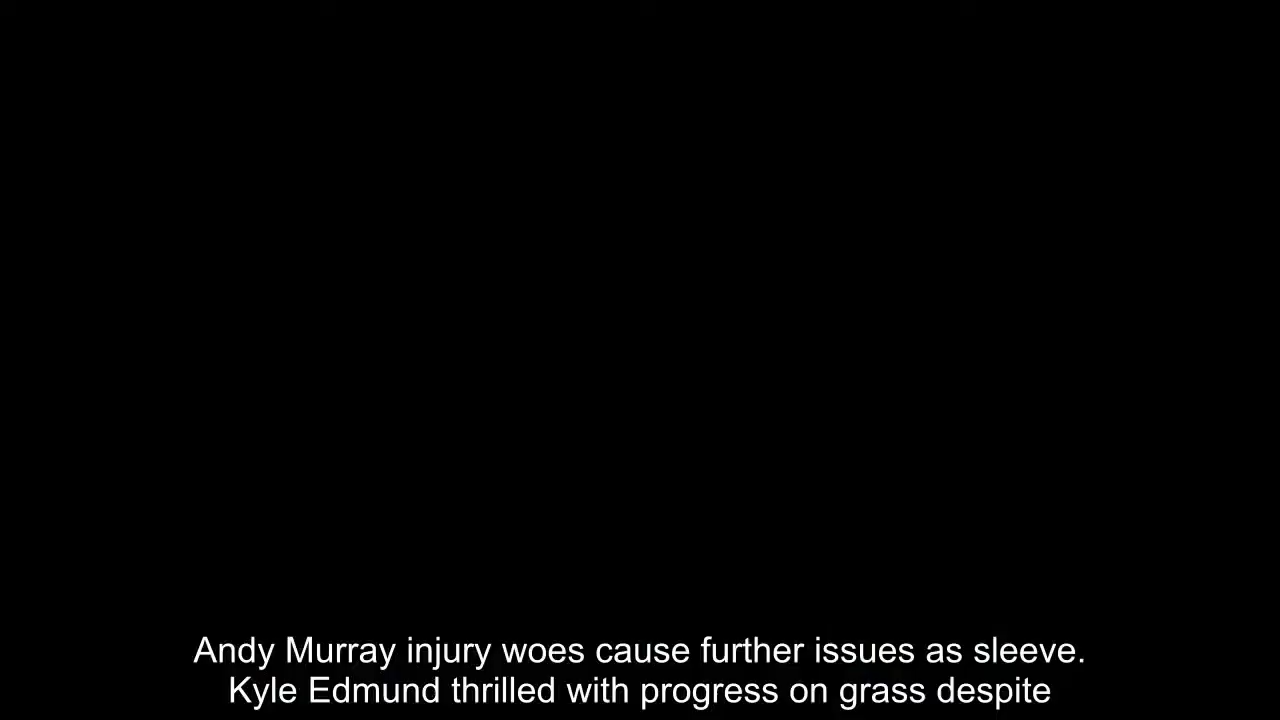 Andy Murray injury woes cause further issues as sleeve.
Kyle Edmund thrilled with progress on grass despite